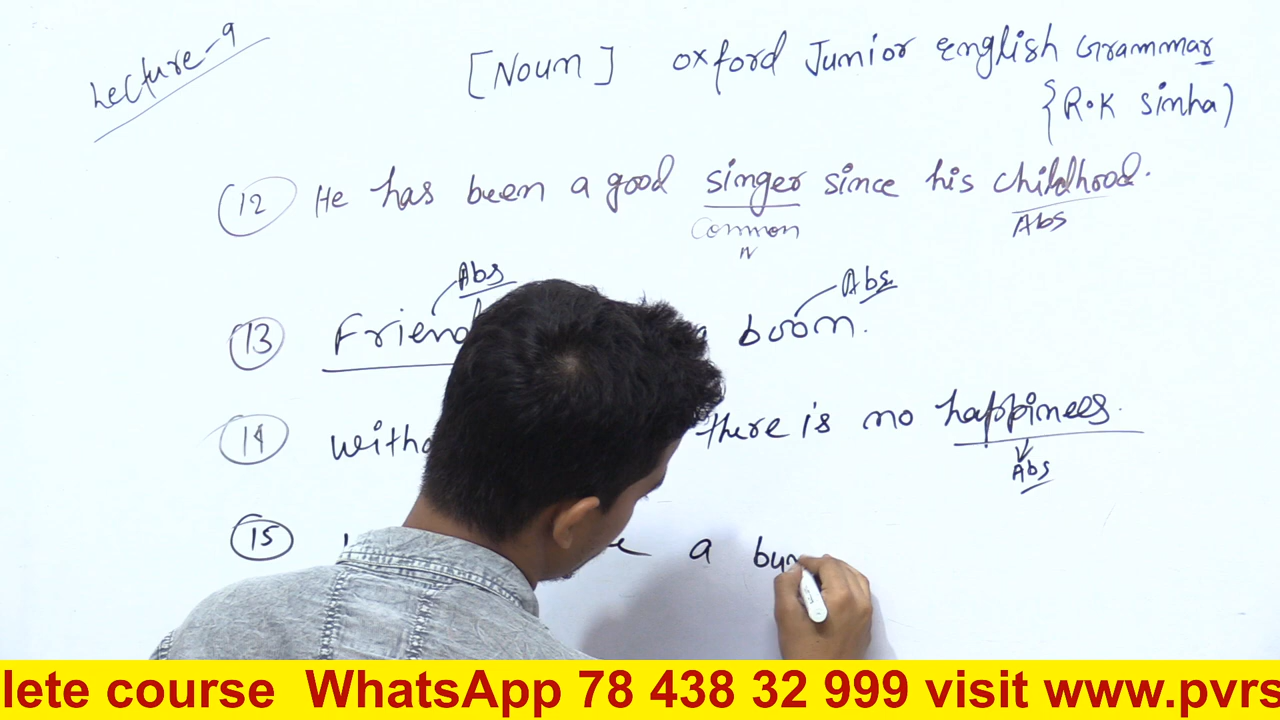 Lecture-9
[Noun] Oxford Junior English Grammar
{R.K Sinha)
(12) He has been a good singer since his childhood.
Common Abs
N
Abs Abs
(13) Friend a boon.
(14) Witho there is no happiness.
Abs
(15) a bun
lete course WhatsApp 78 438 32 999 visit www.pvrs